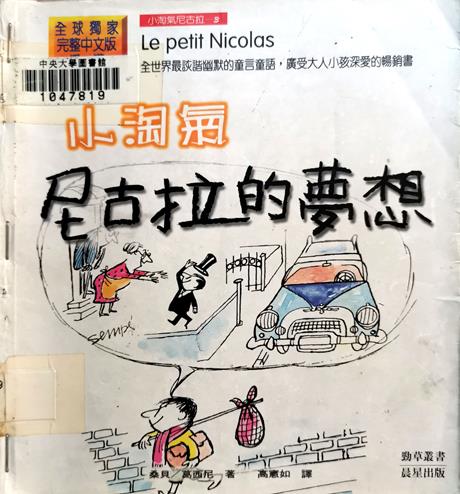 全球獨家
完整中文版
小淘氣尼古拉—3
Le petit Nicolas
中央大學圖書館
1047819
全世界最詼諧幽默的童言童語，廣受大人小孩深愛的暢銷書
小淘氣
尼古拉的夢想
Sempé
桑貝／葛西尼 著 高憲如 譯
勁草叢書
晨星出版